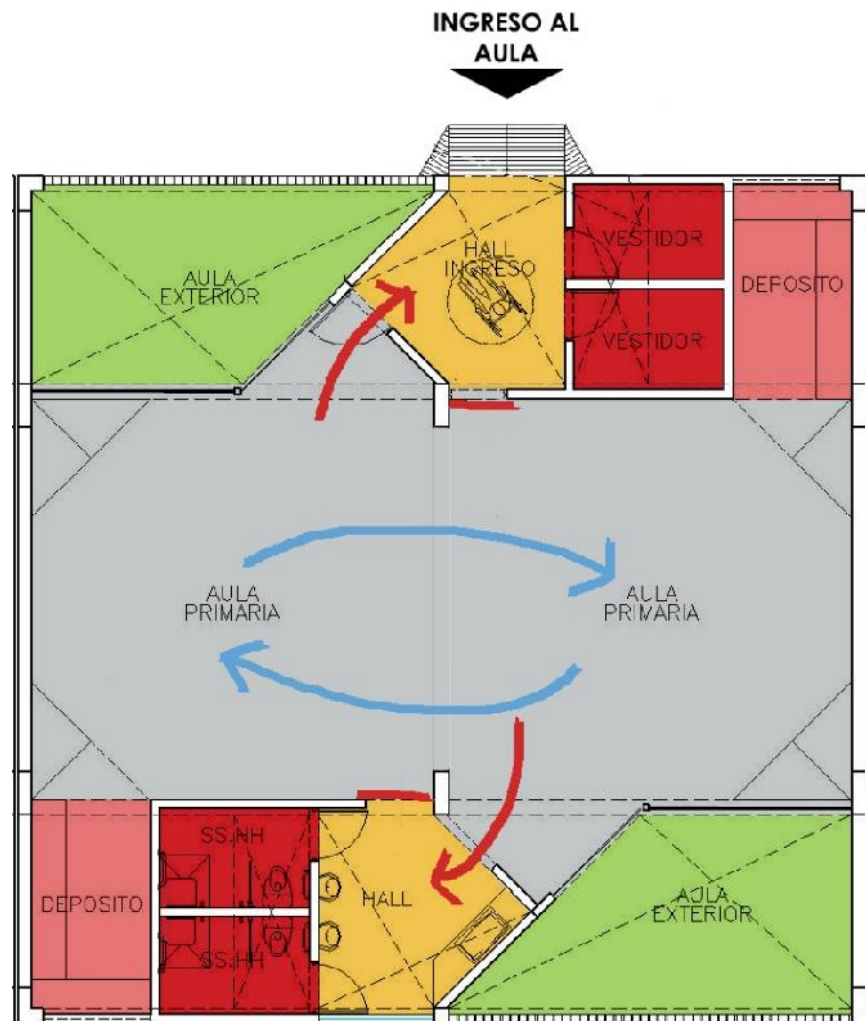 INGRESO AL
AULA
AULA
EXTERIOR
HALL
INGRESO
VESTIDOR
VESTIDOR
DEPOSITO
AULA
PRIMARIA
AULA
PRIMARIA
DEPOSITO
SS.HH
SS.HH
HALL
AULA
EXTERIOR